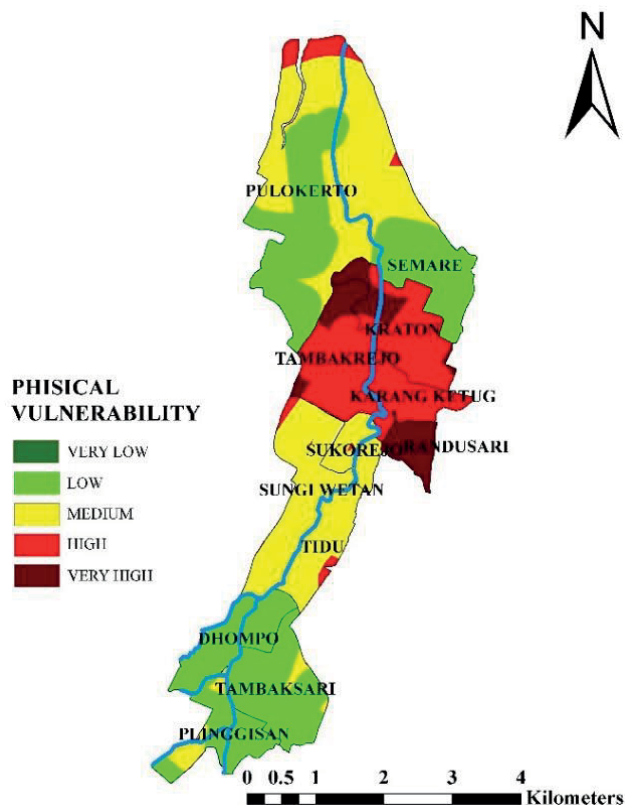 N
PULOKERTO
SEMARE
KRATON
TAMBAKREJO
KARANG KETUG
SUKOREJO
RANDUSARI
SUNGI WETAN
TIDU
DHOMPO
TAMBAKSARI
PLINGGISAN
PHISICAL
VULNERABILITY
VERY LOW
LOW
MEDIUM
HIGH
VERY HIGH
0 0.5 1 2 3 4
Kilometers